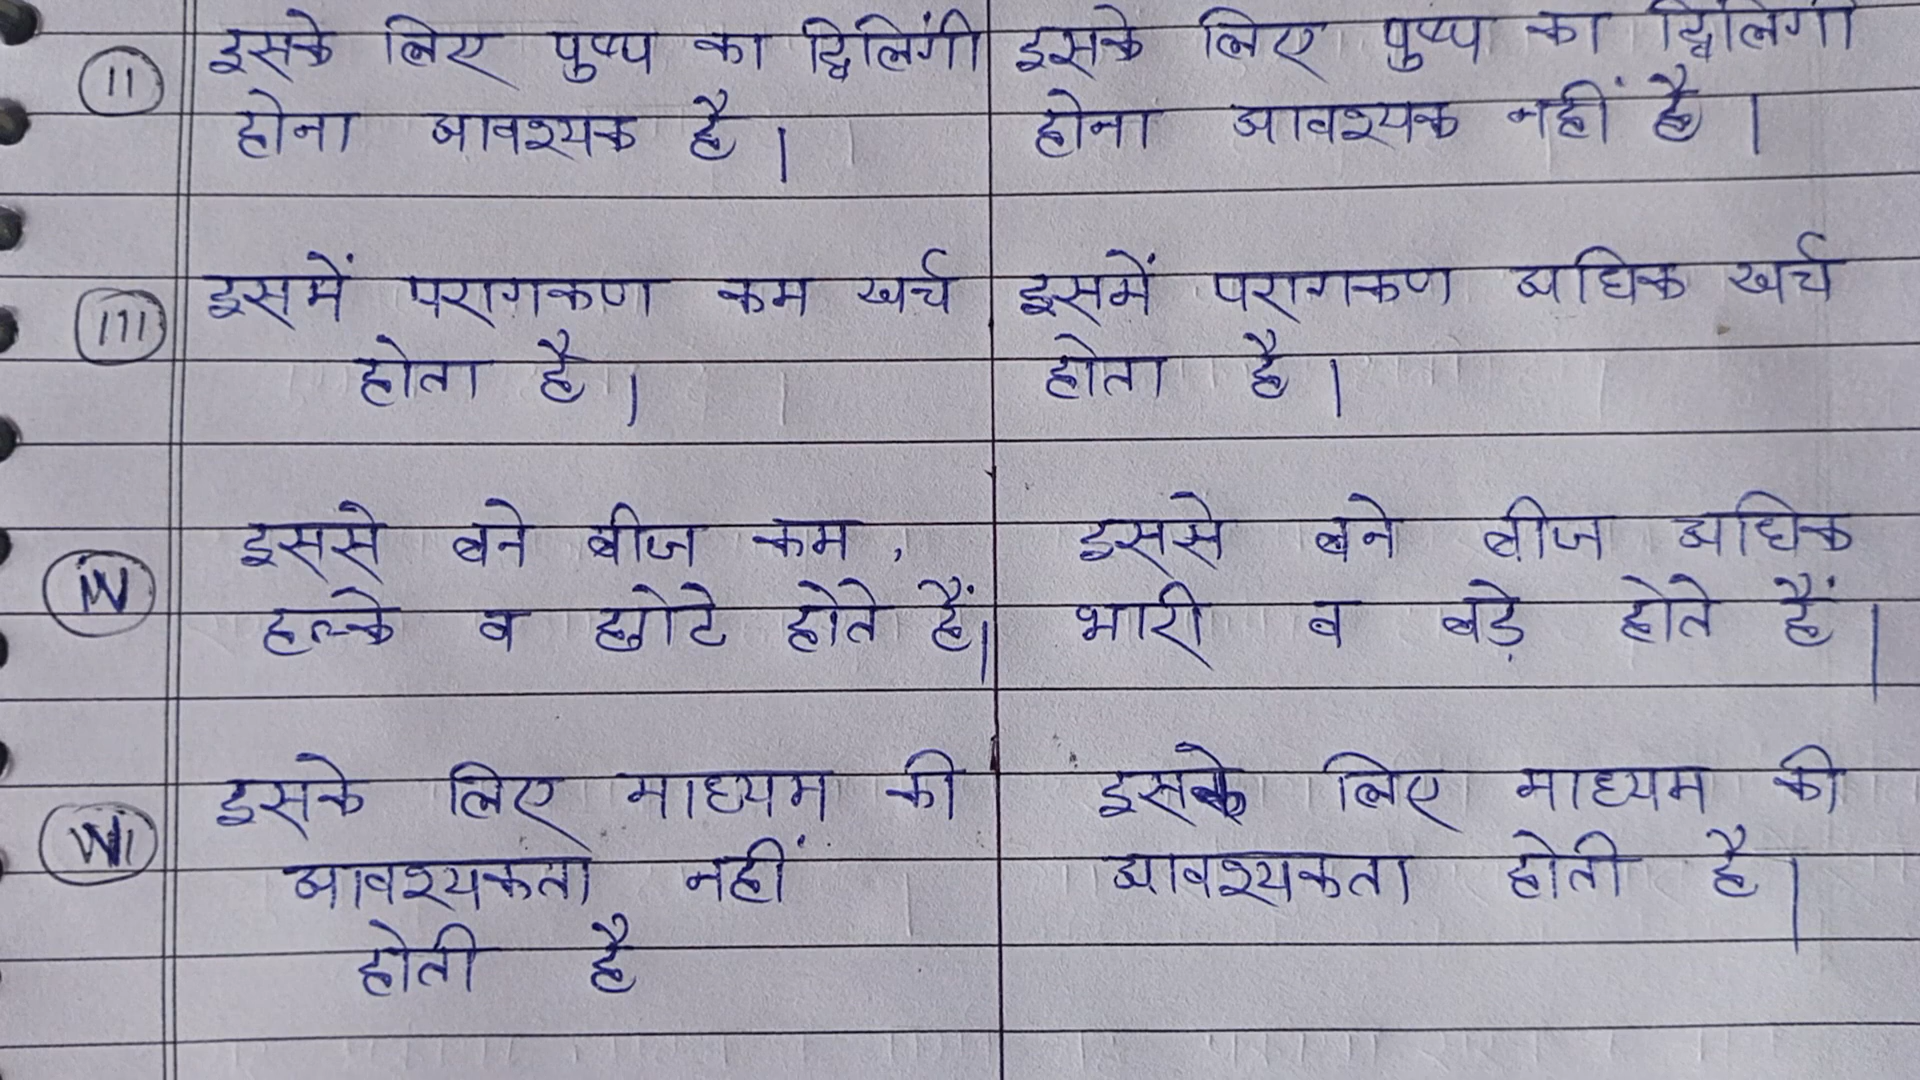 (ii) इसके लिए पुष्प का द्विलिंगी
होना आवश्यक है।
इसके लिए पुष्प का द्विलिंगी
होना आवश्यक नहीं है।
(iii) इसमें परागकण कम खर्च
होता है।
इसमें परागकण अधिक खर्च
होता है।
(iv) इससे बने बीज कम,
हल्के व छोटे होते हैं।
इससे बने बीज अधिक
भारी व बड़े होते हैं।
इसके लिए माध्यम की
आवश्यकता नहीं
होती है
इसके लिए माध्यम की
आवश्यकता होती है।